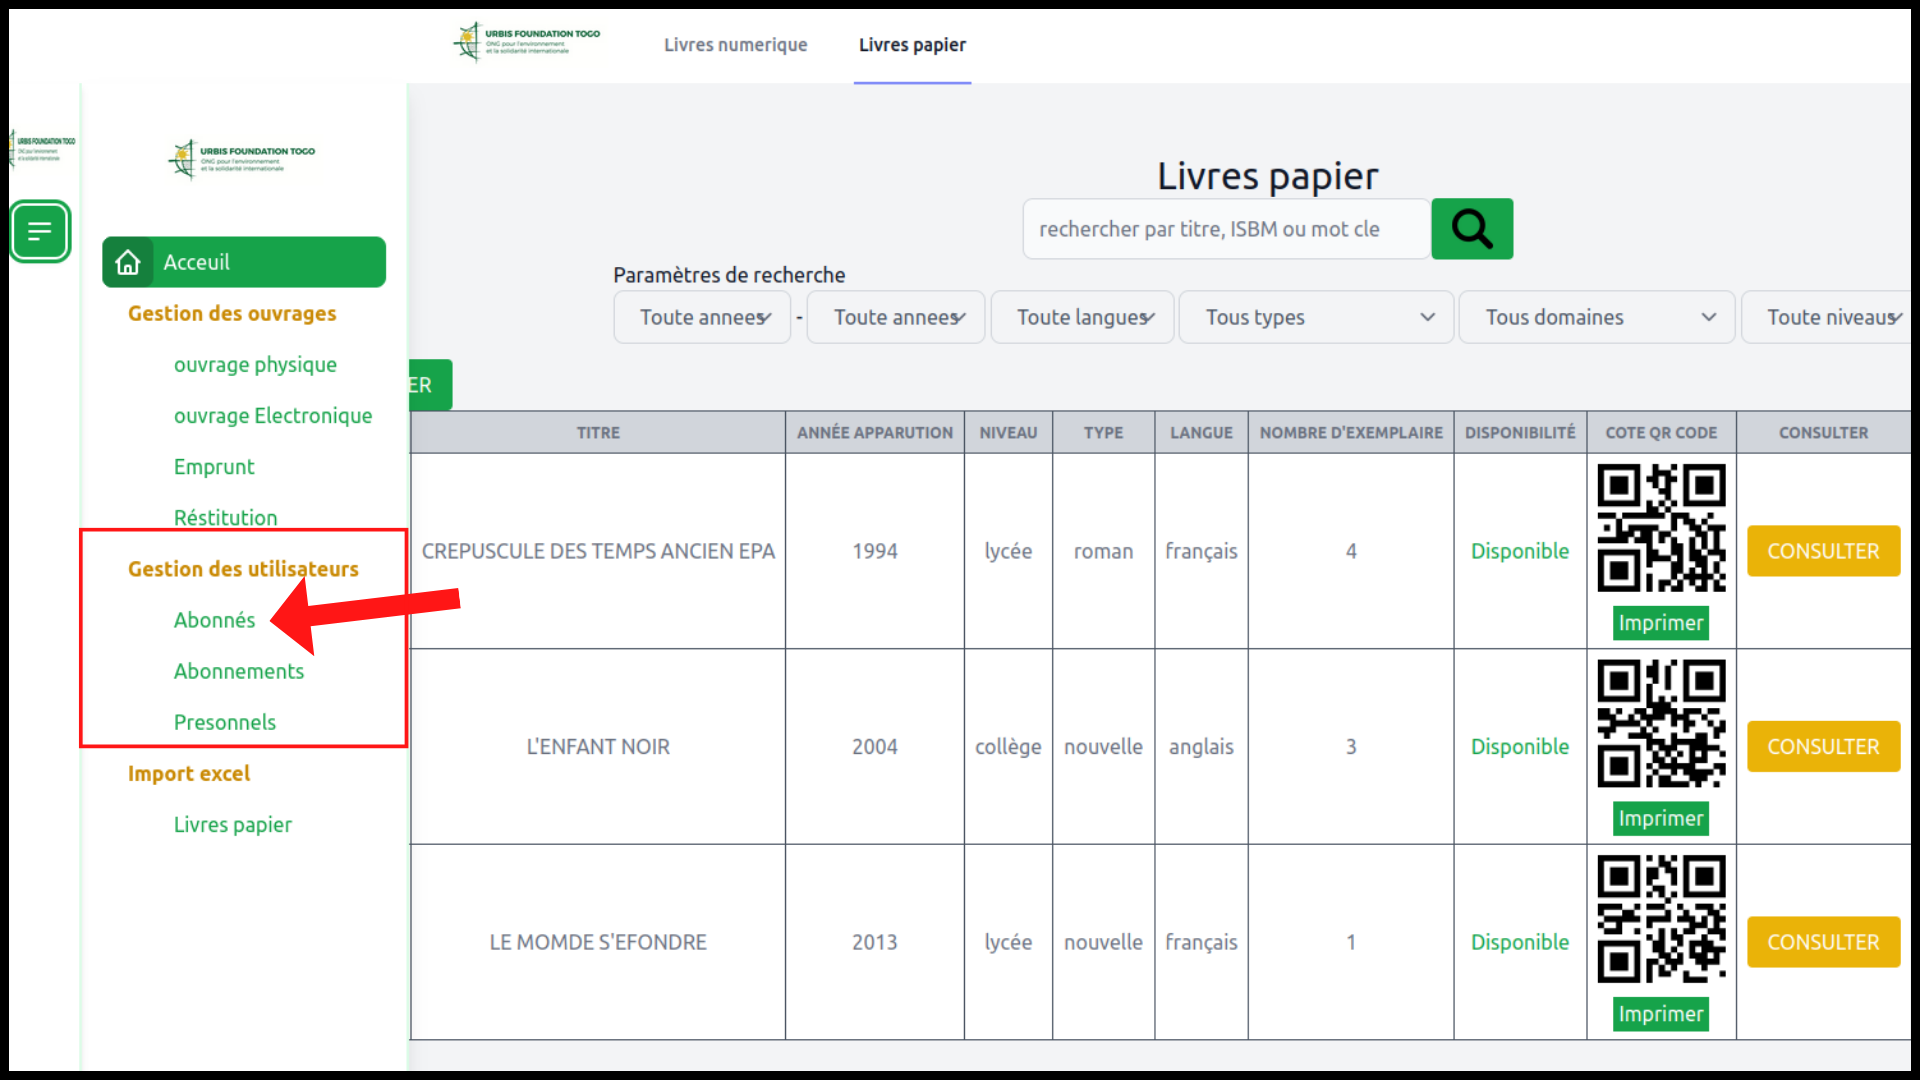 URBIS FOUNDATION TOGO
ONG pour l'environnement
et la solidarité internationale
Livres numerique
Livres papier
URBIS FOUNDATION TOGO
ONG pour l'environnement
et la solidarité internationale
URBIS FOUNDATION TOGO
ONG pour l'environnement
et la solidarité internationale
Acceuil
Gestion des ouvrages
ouvrage physique
ouvrage Electronique
Emprunt
Réstitution
Gestion des utilisateurs
Abonnés
Abonnements
Presonnels
Import excel
Livres papier
Livres papier
rechercher par titre, ISBM ou mot cle
Paramètres de recherche
Toute annees - Toute annees Toute langues Tous types Tous domaines Toute niveaus
ER
TITRE ANNÉE APPARUTION NIVEAU TYPE LANGUE NOMBRE D'EXEMPLAIRE DISPONIBILITÉ COTE QR CODE CONSULTER
CREPUSCULE DES TEMPS ANCIEN EPA 1994 lycée roman français 4 Disponible CONSULTER
Imprimer
L'ENFANT NOIR 2004 collège nouvelle anglais 3 Disponible CONSULTER
Imprimer
LE MOMDE S'EFONDRE 2013 lycée nouvelle français 1 Disponible CONSULTER
Imprimer